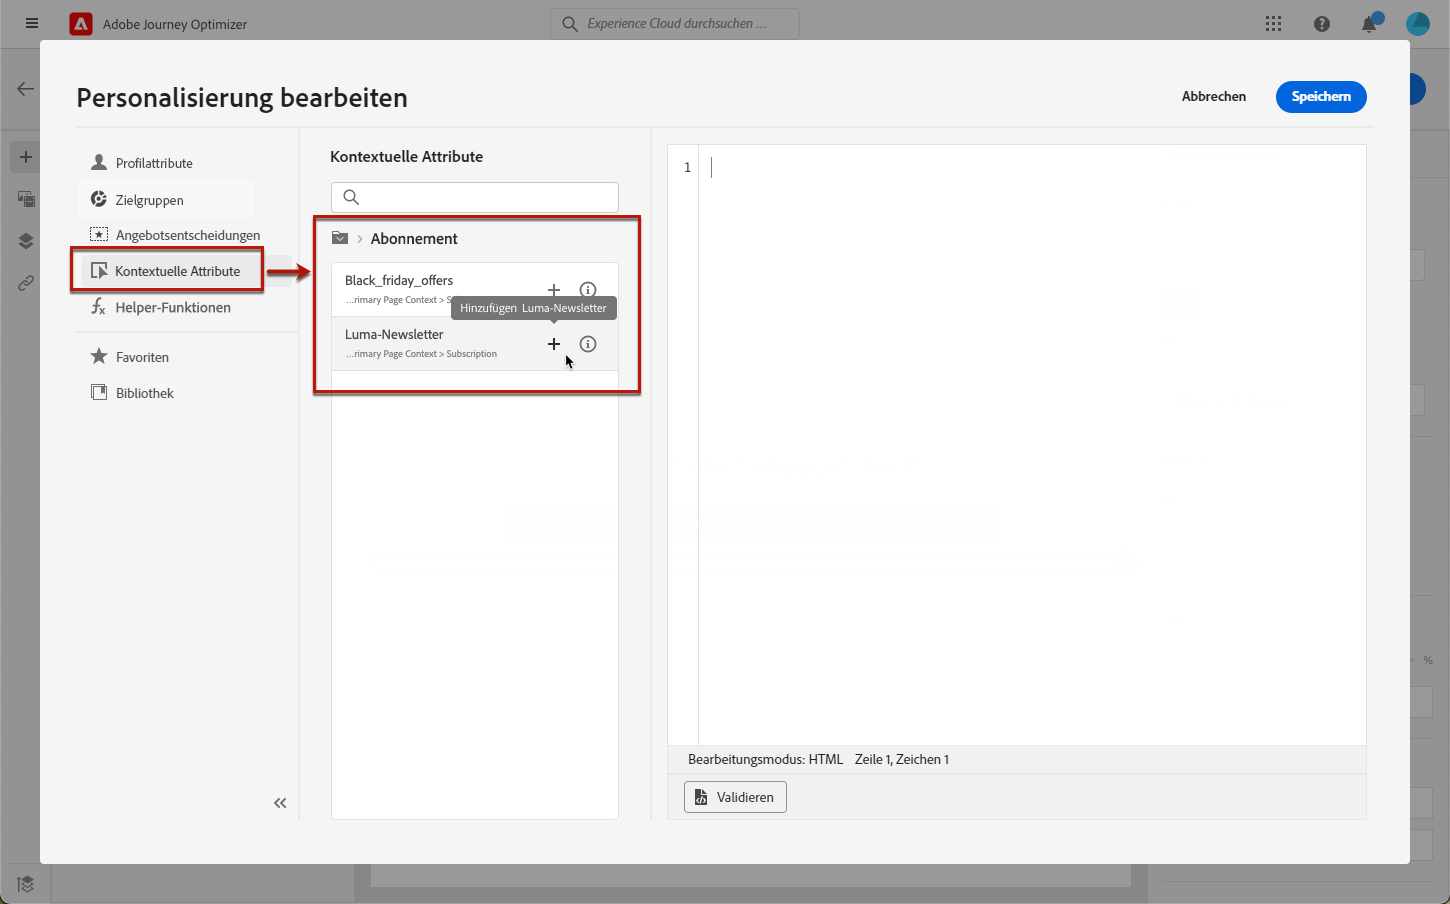 Adobe Journey Optimizer
Experience Cloud durchsuchen ...
Personalisierung bearbeiten
Abbrechen
Speichern
Profilattribute
Zielgruppen
Angebotsentscheidungen
Kontextuelle Attribute
Helper-Funktionen
Favoriten
Bibliothek
Kontextuelle Attribute
Abonnement
Black_friday_offers
...rimary Page Context > S
Hinzufügen Luma-Newsletter
Luma-Newsletter
...rimary Page Context > Subscription
1
Bearbeitungsmodus: HTML Zeile 1, Zeichen 1
Validieren
%